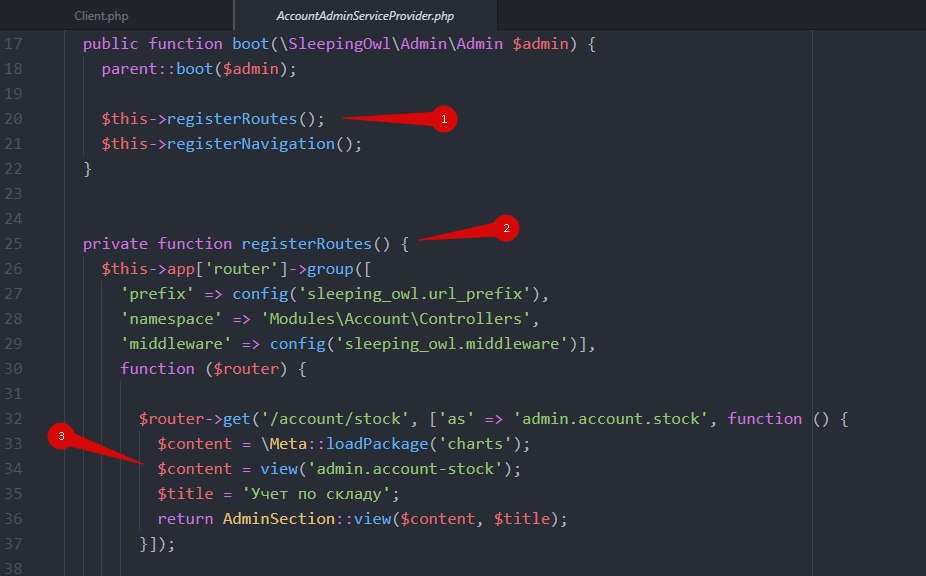 Client.php AccountAdminServiceProvider.php
17 public function boot(\SleepingOwl\Admin\Admin $admin) {
18 parent::boot($admin);
19
20 $this->registerRoutes(); 1
21 $this->registerNavigation();
22 }
23
24
25 private function registerRoutes() { 2
26 $this->app['router']->group([
27 'prefix' => config('sleeping_owl.url_prefix'),
28 'namespace' => 'Modules\Account\Controllers',
29 'middleware' => config('sleeping_owl.middleware')],
30 function ($router) {
31
32 $router->get('/account/stock', ['as' => 'admin.account.stock', function () {
33 $content = \Meta::loadPackage('charts'); 3
34 $content = view('admin.account-stock');
35 $title = 'Учет по складу';
36 return AdminSection::view($content, $title);
37 }]);
38